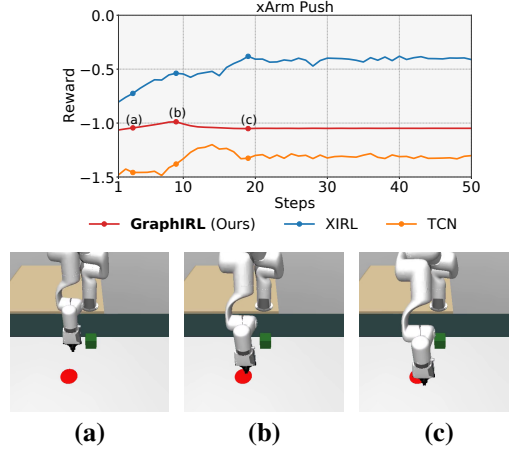 xArm Push
0.0
−0.5
−1.0
−1.5
Reward
(a)
(b)
(c)
1 10 20 30 40 50
Steps
GraphIRL (Ours) XIRL TCN
(a) (b) (c)